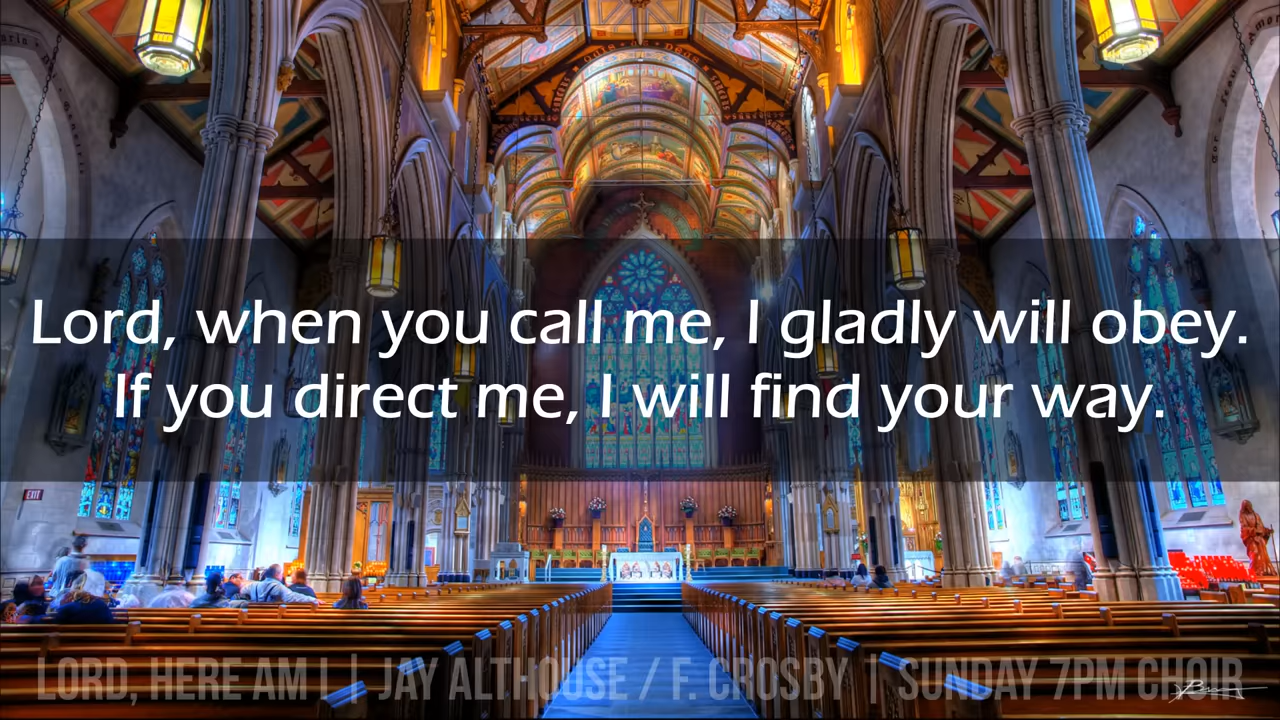 Lord, when you call me, I gladly will obey.
If you direct me, I will find your way.
EXIT
LORD, HERE AM I | JAY ALTHOUSE / F. CROSBY | SUNDAY 7PM CHOIR